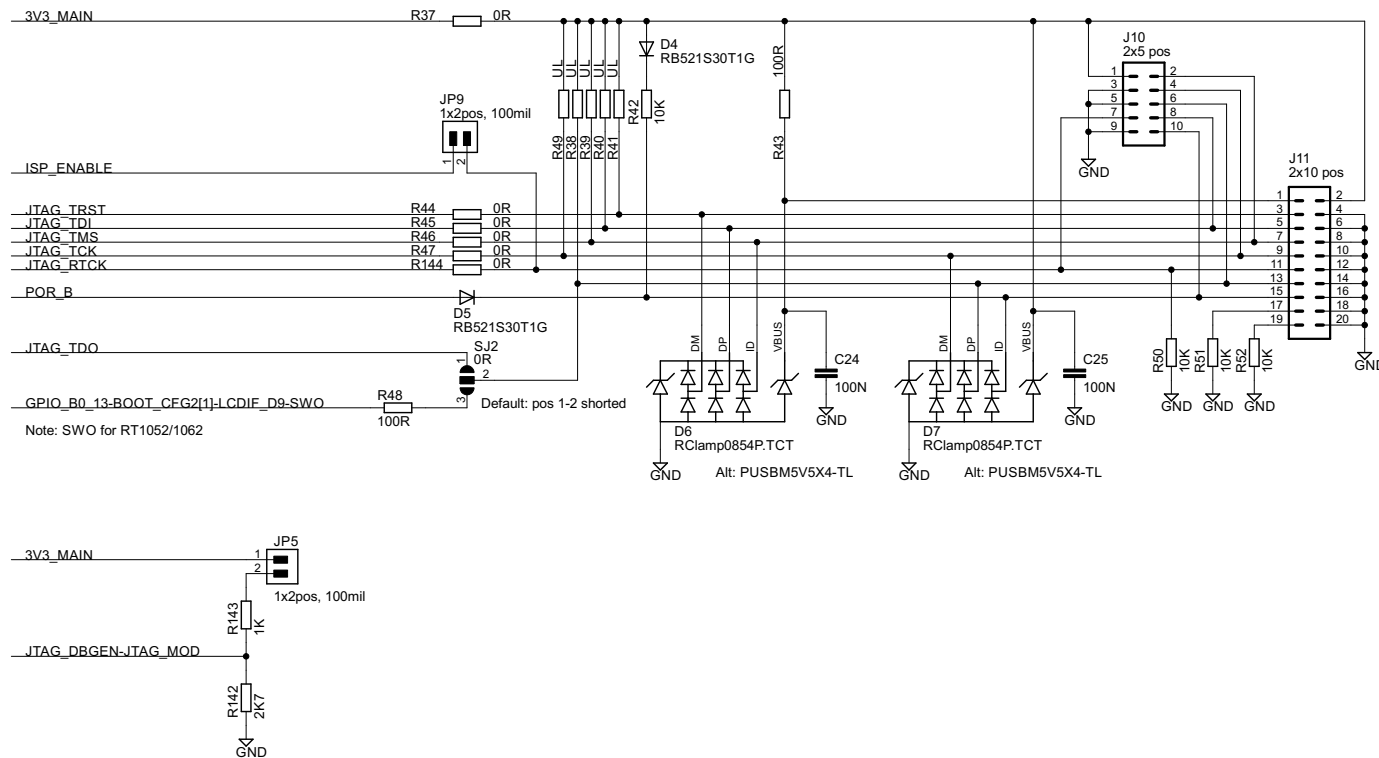 3V3_MAIN
R37
0R
D4
RB521S30T1G
UL
UL
UL
UL
UL
R49
R38
R39
R40
R41
R42
10K
100R
R43
J10
2x5 pos
1
2
3
4
5
6
7
8
9
10
GND
JP9
1x2pos, 100mil
1
2
ISP_ENABLE
J11
2x10 pos
1
2
3
4
5
6
7
8
9
10
11
12
13
14
15
16
17
18
19
20
GND
JTAG_TRST
R44
0R
JTAG_TDI
R45
0R
JTAG_TMS
R46
0R
JTAG_TCK
R47
0R
JTAG_RTCK
R144
0R
POR_B
D5
RB521S30T1G
JTAG_TDO
SJ2
0R
1
2
3
Default: pos 1-2 shorted
GPIO_B0_13-BOOT_CFG2[1]-LCDIF_D9-SWO
R48
100R
Note: SWO for RT1052/1062
DM
DP
ID
VBUS
C24
100N
GND
D6
RClamp0854P.TCT
GND
Alt: PUSBM5V5X4-TL
DM
DP
ID
VBUS
C25
100N
GND
D7
RClamp0854P.TCT
GND
Alt: PUSBM5V5X4-TL
R50
10K
R51
10K
R52
10K
GND
GND
GND
3V3_MAIN
JP5
1
2
1x2pos, 100mil
R143
1K
JTAG_DBGEN-JTAG_MOD
R142
2K7
GND